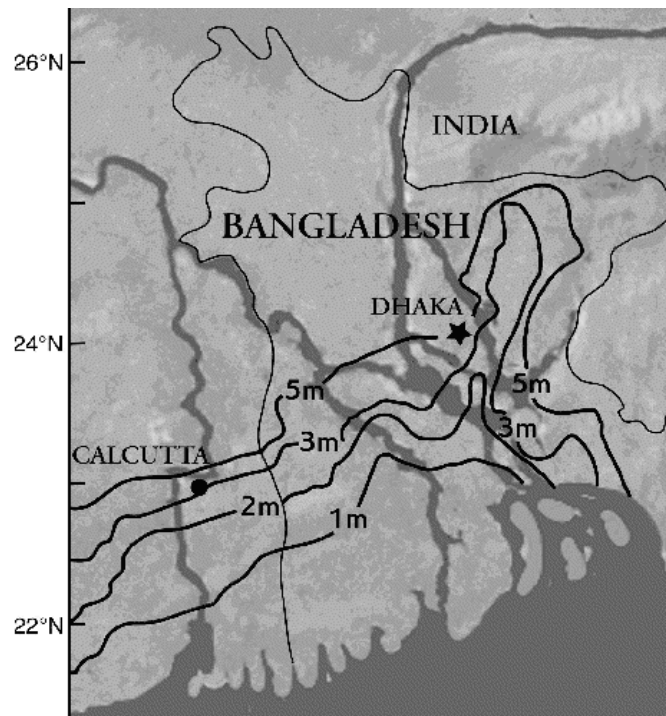 26°N
INDIA
BANGLADESH
DHAKA
24°N
5m
5m
3m
3m
CALCUTTA
2m
1m
22°N